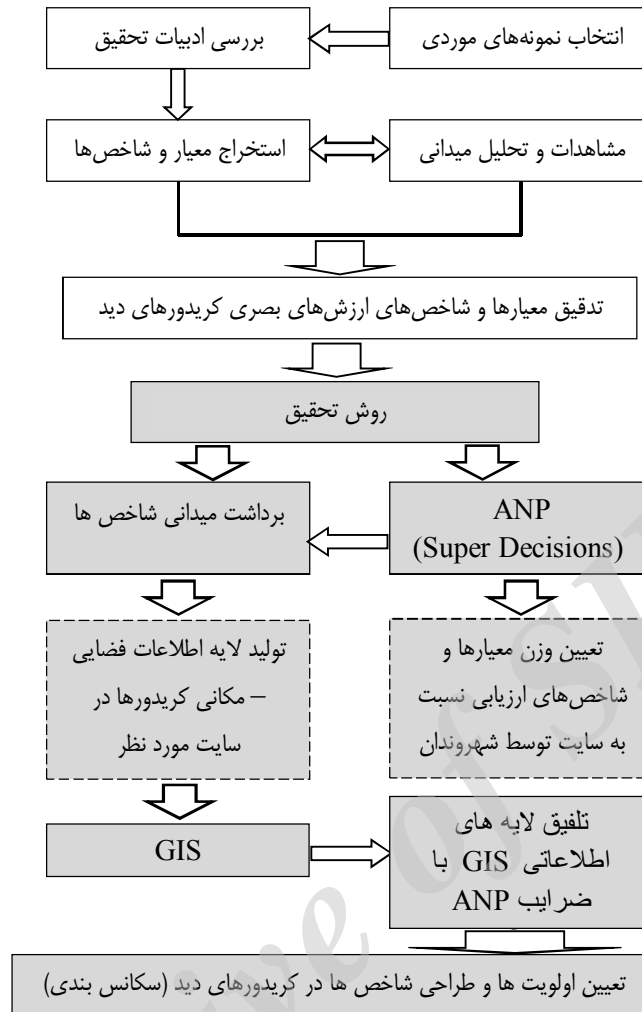 انتخاب نمونه‌های موردی
بررسی ادبیات تحقیق
مشاهدات و تحلیل میدانی
استخراج معیار و شاخص‌ها
تدقیق معیارها و شاخص‌های ارزش‌های بصری کریدورهای دید
روش تحقیق
ANP
(Super Decisions)
برداشت میدانی شاخص ها
تعیین وزن معیارها و
شاخص‌های ارزیابی نسبت
به سایت توسط شهروندان
تولید لایه اطلاعات فضایی
– مکانی کریدورها در
سایت مورد نظر
GIS
تلفیق لایه های
اطلاعاتی GIS با
ضرایب ANP
تعیین اولویت ها و طراحی شاخص ها در کریدورهای دید (سکانس بندی)
ive of SI